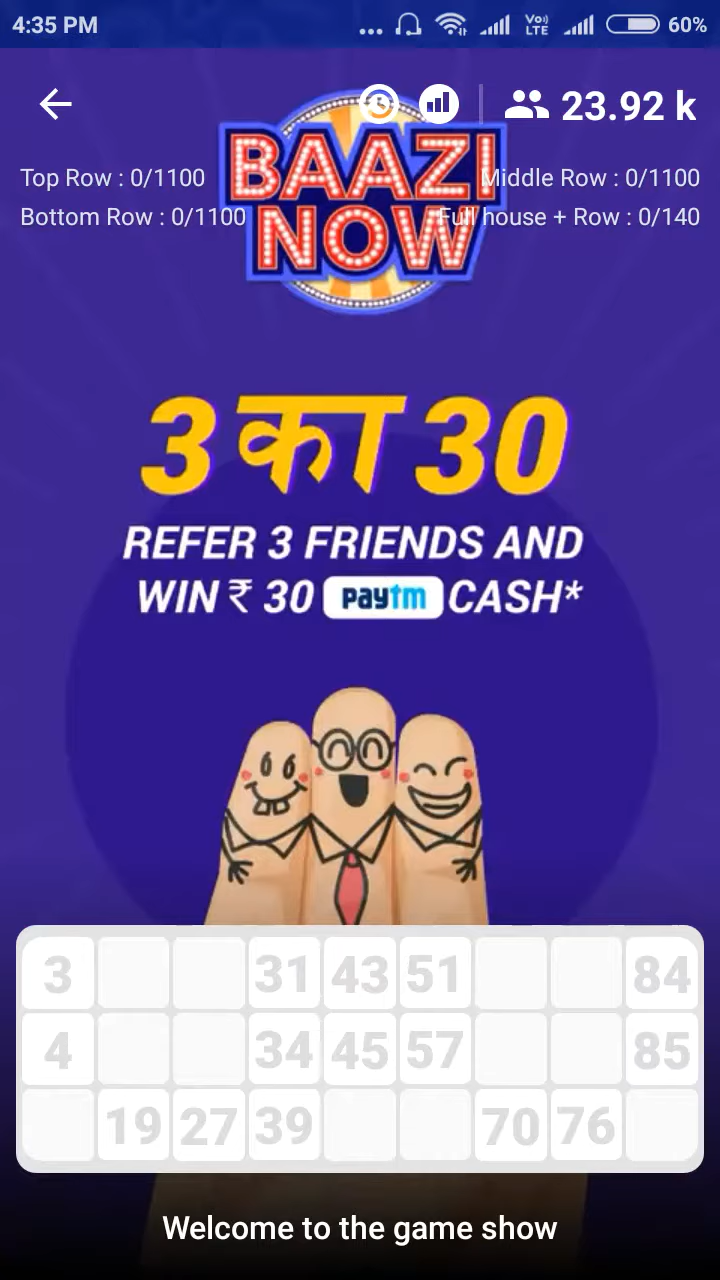 4:35 PM
Vo)) LTE
60%
23.92 k
BAAZI
NOW
Top Row : 0/1100
Middle Row : 0/1100
Bottom Row : 0/1100
Full house + Row : 0/140
3 का 30
REFER 3 FRIENDS AND
WIN ₹ 30 paytm CASH*
3 31 43 51 84
4 34 45 57 85
19 27 39 70 76
Welcome to the game show